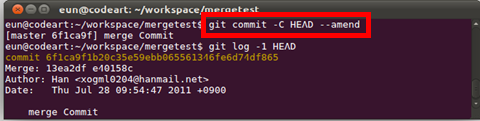 eun@codeart: ~/workspace/mergetest
eun@codeart:~/workspace/mergetest$ git commit -C HEAD --amend
[master 6f1ca9f] merge Commit
eun@codeart:~/workspace/mergetest$ git log -1 HEAD
commit 6f1ca9f1b20c35e59ebb065561346fe6d74df865
Merge: 13ea2df e40158c
Author: Han <xogml0204@hanmail.net>
Date:   Thu Jul 28 09:54:47 2011 +0900
    merge Commit